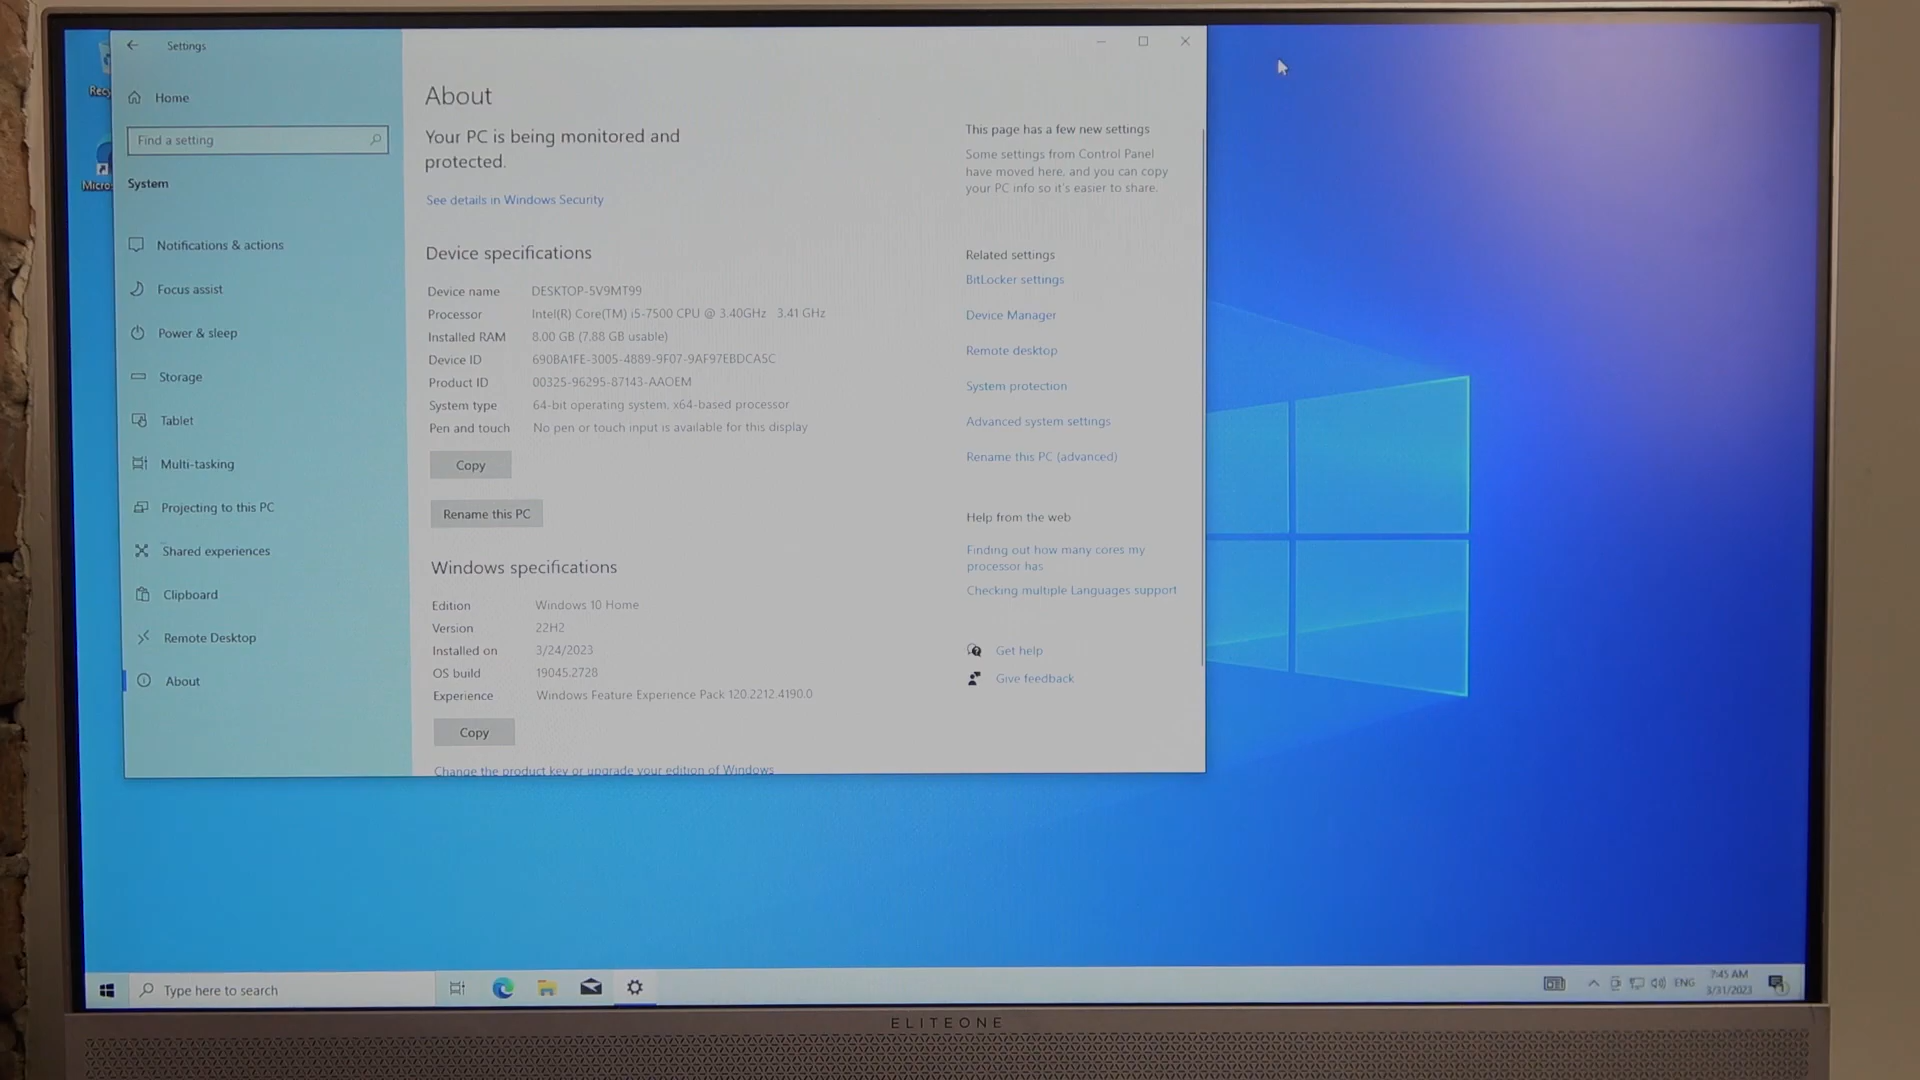 Settings
Home
Find a setting
System
Notifications & actions
Focus assist
Power & sleep
Storage
Tablet
Multi-tasking
Projecting to this PC
Shared experiences
Clipboard
Remote Desktop
About
About
Your PC is being monitored and
protected.
See details in Windows Security
Device specifications
Device name DESKTOP-5V9MT99
Processor Intel(R) Core(TM) i5-7500 CPU @ 3.40GHz 3.41 GHz
Installed RAM 8.00 GB (7.88 GB usable)
Device ID 690BA1FE-3005-4889-9F07-9AF97EBDCA5C
Product ID 00325-96295-87143-AAOEM
System type 64-bit operating system, x64-based processor
Pen and touch No pen or touch input is available for this display
Copy
Rename this PC
Windows specifications
Edition Windows 10 Home
Version 22H2
Installed on 3/24/2023
OS build 19045.2728
Experience Windows Feature Experience Pack 120.2212.4190.0
Copy
Change the product key or upgrade your edition of Windows
This page has a few new settings
Some settings from Control Panel
have moved here, and you can copy
your PC info so it's easier to share.
Related settings
BitLocker settings
Device Manager
Remote desktop
System protection
Advanced system settings
Rename this PC (advanced)
Help from the web
Finding out how many cores my
processor has
Checking multiple Languages support
Get help
Give feedback
Recy
Micro
Type here to search
ENG
7:45 AM
3/31/2023
1
ELITEONE